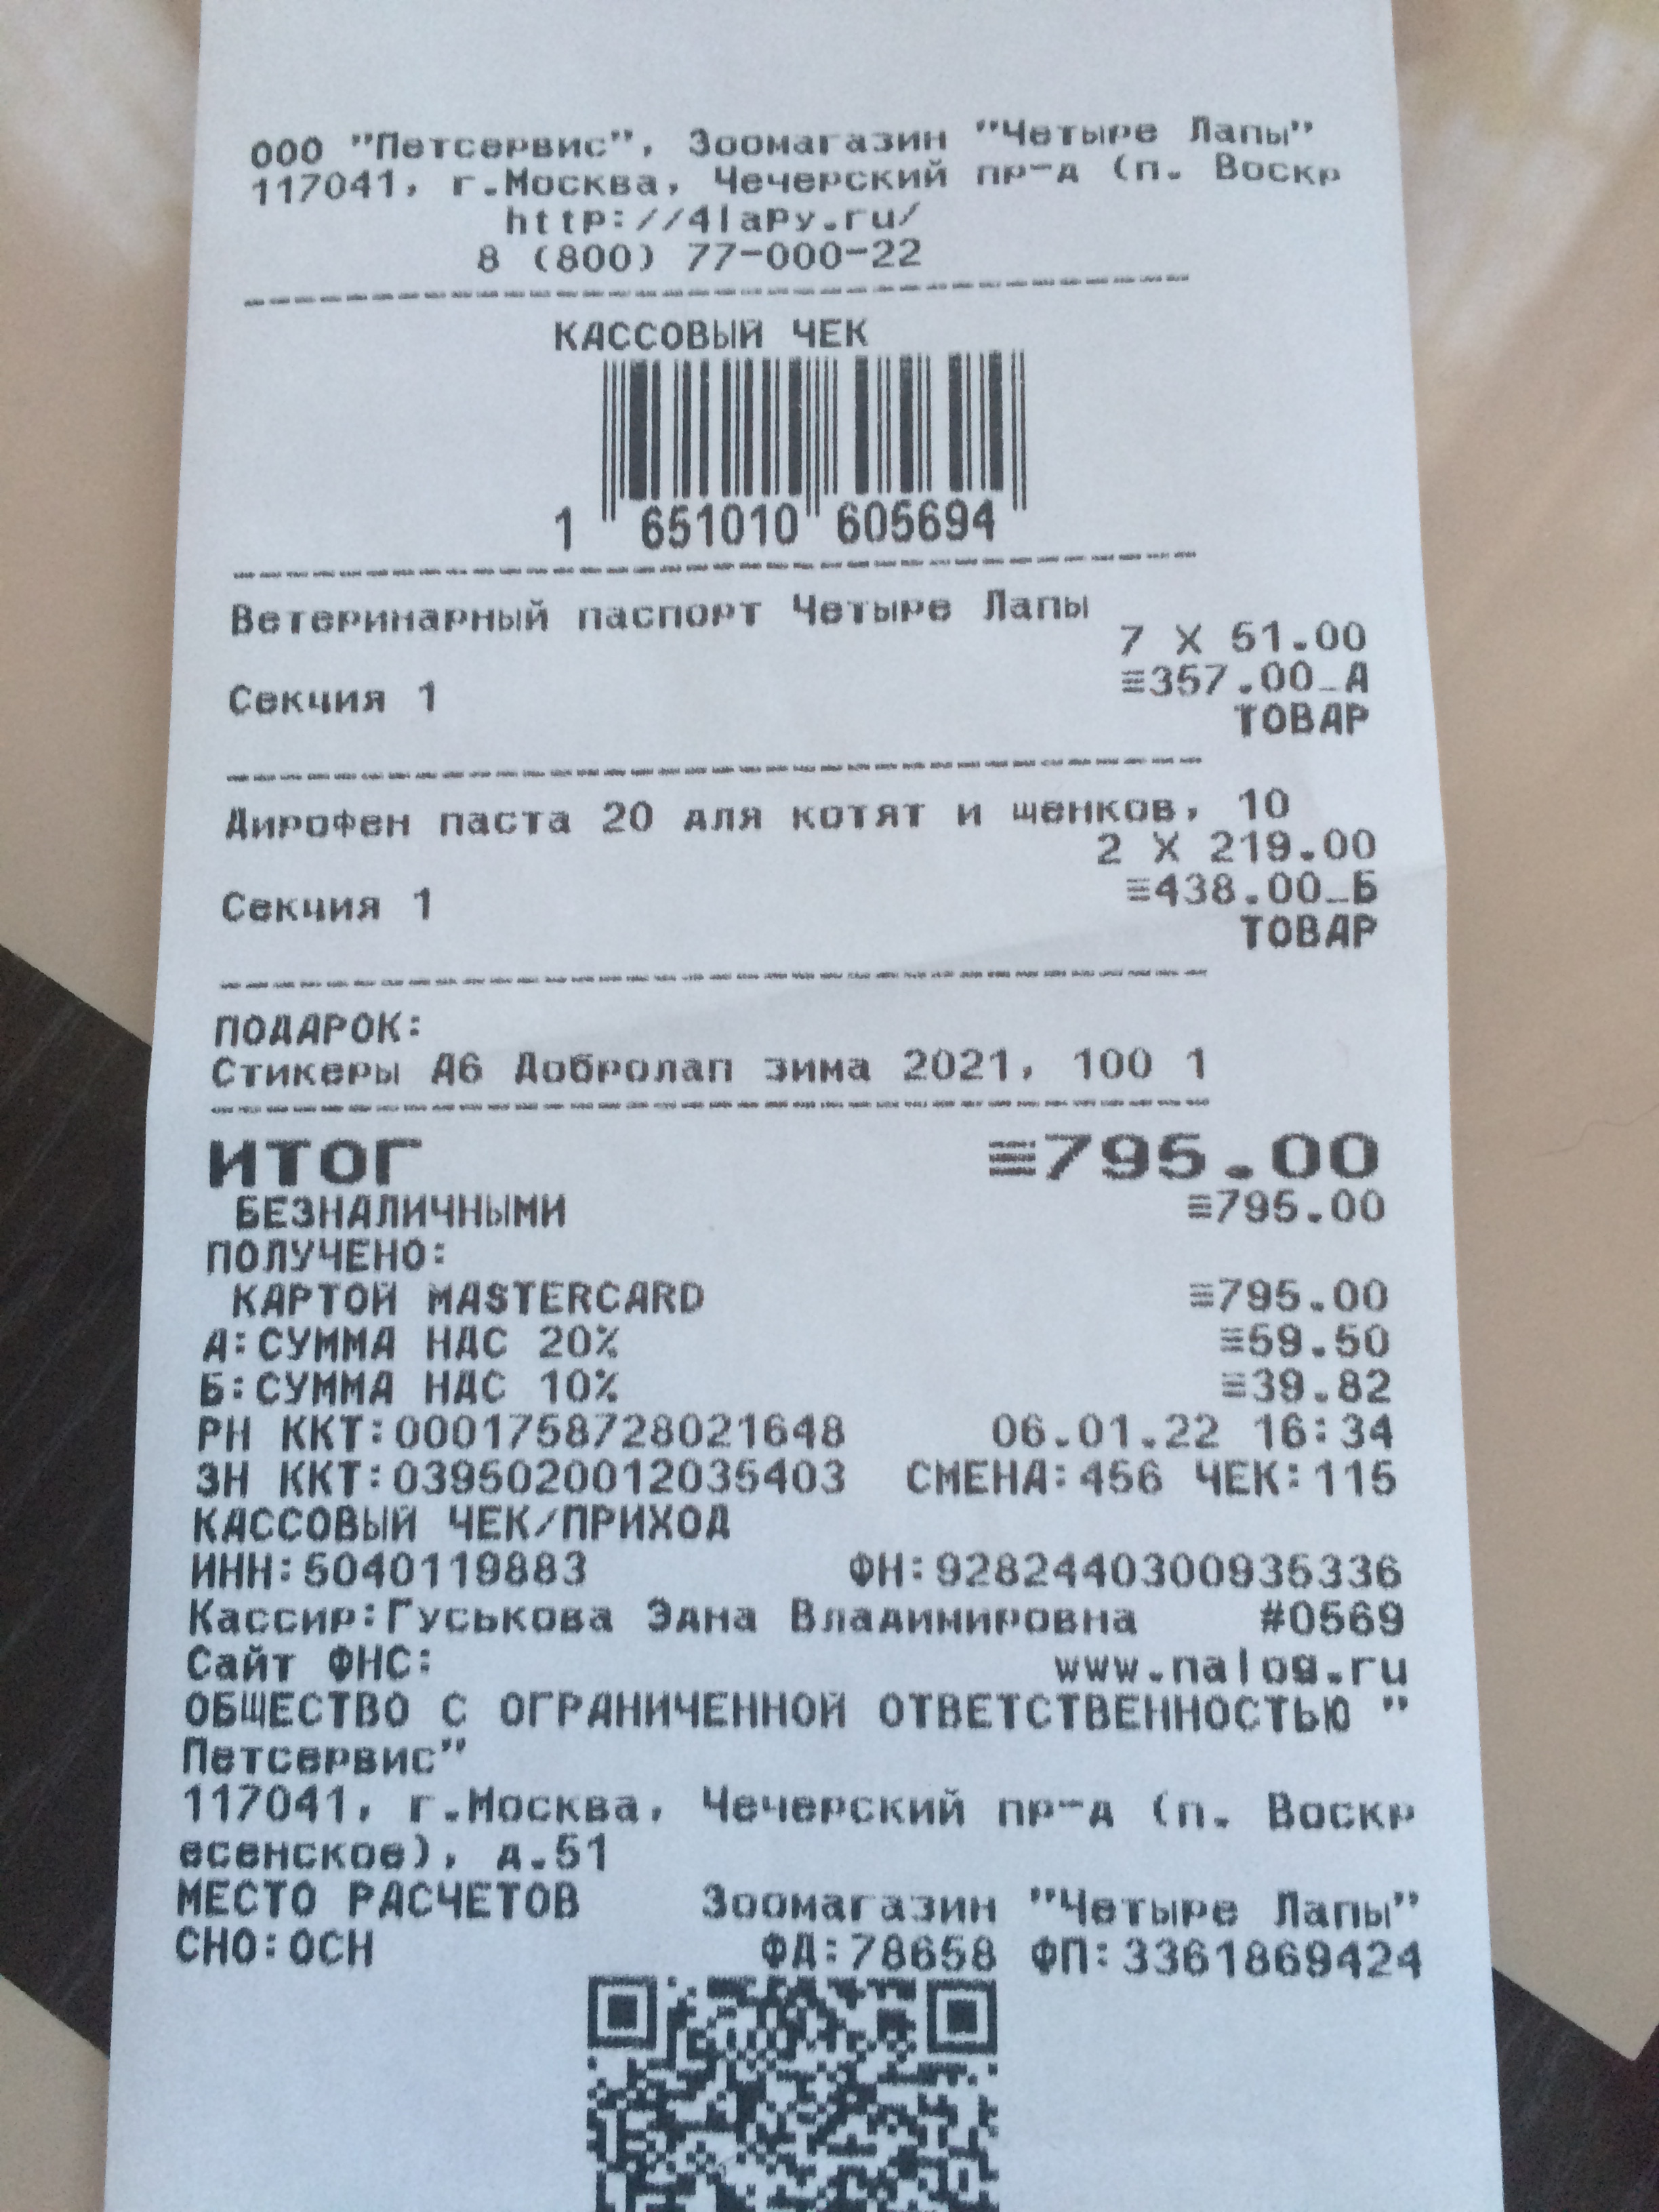 ООО "Петсервис", Зоомагазин "Четыре Лапы"
117041, г.Москва, Чечерский пр-д (п. Воскр
http://4lapy.ru/
8 (800) 77-000-22
КАССОВЫЙ ЧЕК
1 651010 605694
Ветеринарный паспорт Четыре Лапы
7 X 51.00
Секция 1 ≡357.00_А
ТОВАР
Дирофен паста 20 для котят и щенков, 10
2 X 219.00
Секция 1 ≡438.00_Б
ТОВАР
ПОДАРОК:
Стикеры А6 Добролап зима 2021, 100 1
ИТОГ ≡795.00
БЕЗНАЛИЧНЫМИ ≡795.00
ПОЛУЧЕНО:
КАРТОЙ MASTERCARD ≡795.00
А:СУММА НДС 20% ≡59.50
Б:СУММА НДС 10% ≡39.82
РН ККТ:0001758728021648 06.01.22 16:34
ЗН ККТ:0395020012035403 СМЕНА:456 ЧЕК:115
КАССОВЫЙ ЧЕК/ПРИХОД
ИНН:5040119883 ФН:9282440300935336
Кассир:Гуськова Эдна Владимировна #0569
Сайт ФНС: www.nalog.ru
ОБЩЕСТВО С ОГРАНИЧЕННОЙ ОТВЕТСТВЕННОСТЬЮ "
Петсервис"
117041, г.Москва, Чечерский пр-д (п. Воскр
есенское), д.51
МЕСТО РАСЧЕТОВ Зоомагазин "Четыре Лапы"
СНО:ОСН ФД:78658 ФП:3361869424